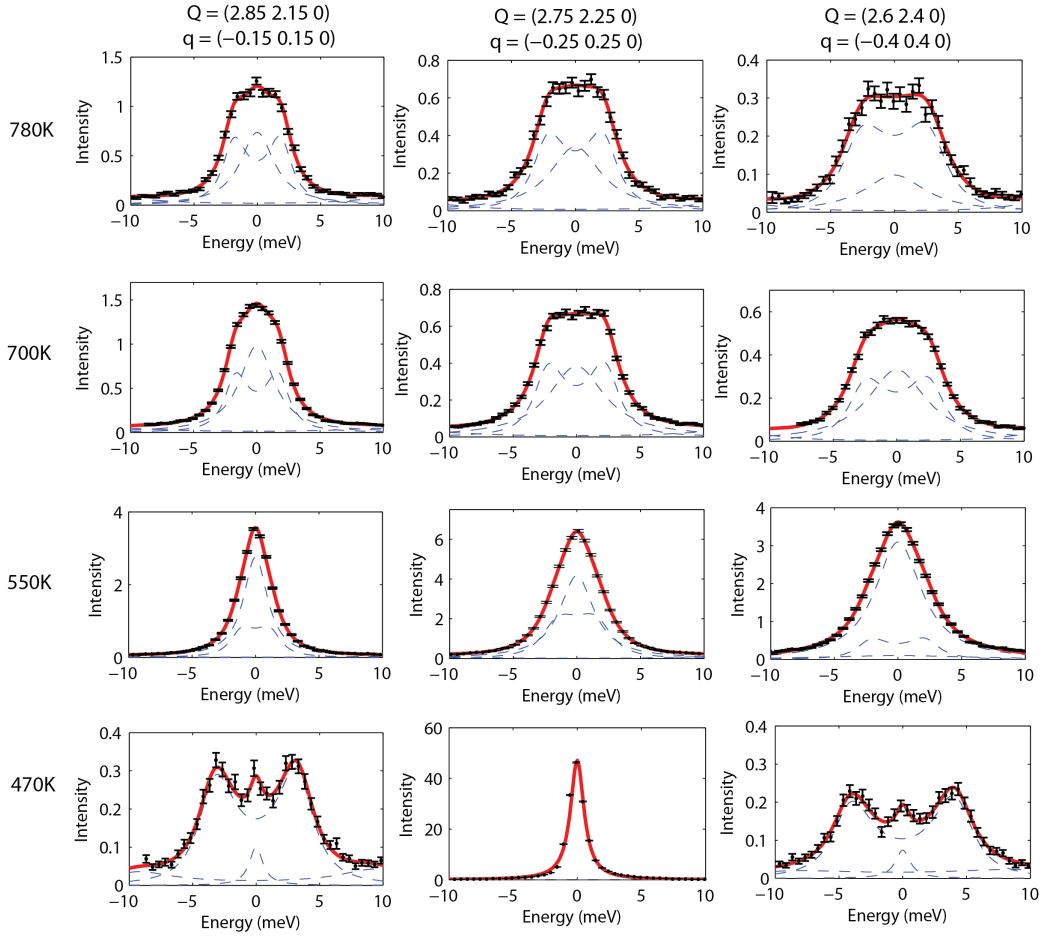 Q = (2.85 2.15 0)
q = (−0.15 0.15 0)
Q = (2.75 2.25 0)
q = (−0.25 0.25 0)
Q = (2.6 2.4 0)
q = (−0.4 0.4 0)
780K
Intensity
1.5
1
0.5
0
−10 −5 0 5 10
Energy (meV)
Intensity
0.8
0.6
0.4
0.2
0
−10 −5 0 5 10
Energy (meV)
Intensity
0.4
0.3
0.2
0.1
0
−10 −5 0 5 10
Energy (meV)
700K
Intensity
1.5
1
0.5
0
−10 −5 0 5 10
Energy (meV)
Intensity
0.8
0.6
0.4
0.2
0
−10 −5 0 5 10
Energy (meV)
Intensity
0.6
0.4
0.2
0
−10 −5 0 5 10
Energy (meV)
550K
Intensity
4
2
0
−10 −5 0 5 10
Energy (meV)
Intensity
6
4
2
0
−10 −5 0 5 10
Energy (meV)
Intensity
4
3
2
1
0
−10 −5 0 5 10
Energy (meV)
470K
Intensity
0.4
0.3
0.2
0.1
0
−10 −5 0 5 10
Energy (meV)
Intensity
60
40
20
0
−10 −5 0 5 10
Energy (meV)
Intensity
0.4
0.3
0.2
0.1
0
−10 −5 0 5 10
Energy (meV)